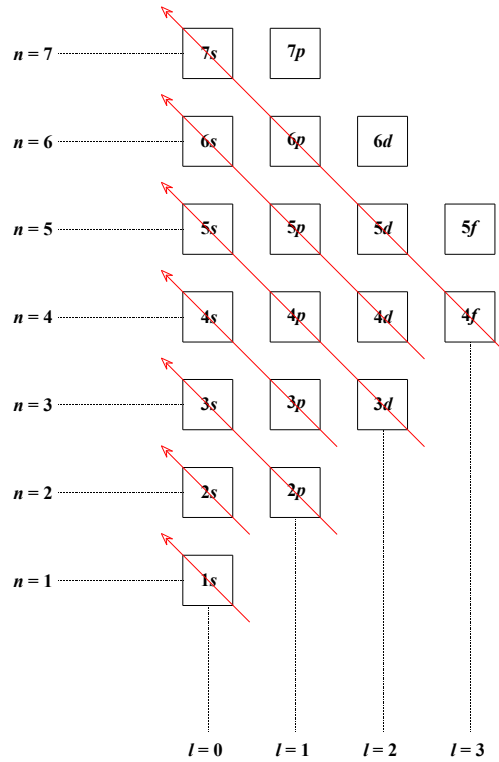 n = 7 7s 7p
n = 6 6s 6p 6d
n = 5 5s 5p 5d 5f
n = 4 4s 4p 4d 4f
n = 3 3s 3p 3d
n = 2 2s 2p
n = 1 1s
l = 0 l = 1 l = 2 l = 3